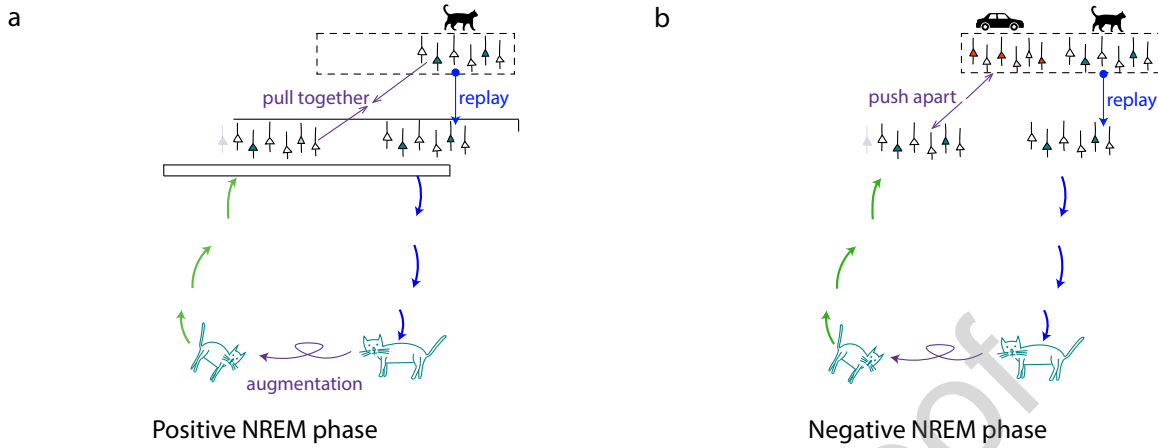 a
b
pull together
replay
push apart
replay
augmentation
Positive NREM phase
Negative NREM phase